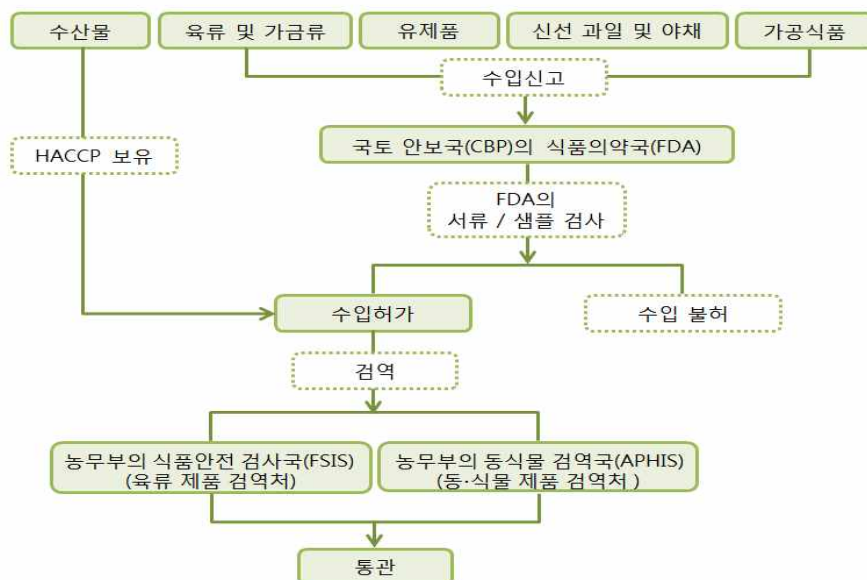 수산물
육류 및 가금류
유제품
신선 과일 및 야채
가공식품
수입신고
HACCP 보유
국토 안보국(CBP)의 식품의약국(FDA)
FDA의
서류 / 샘플 검사
수입허가
수입 불허
검역
농무부의 식품안전 검사국(FSIS)
(육류 제품 검역처)
농무부의 동식물 검역국(APHIS)
(동·식물 제품 검역처 )
통관